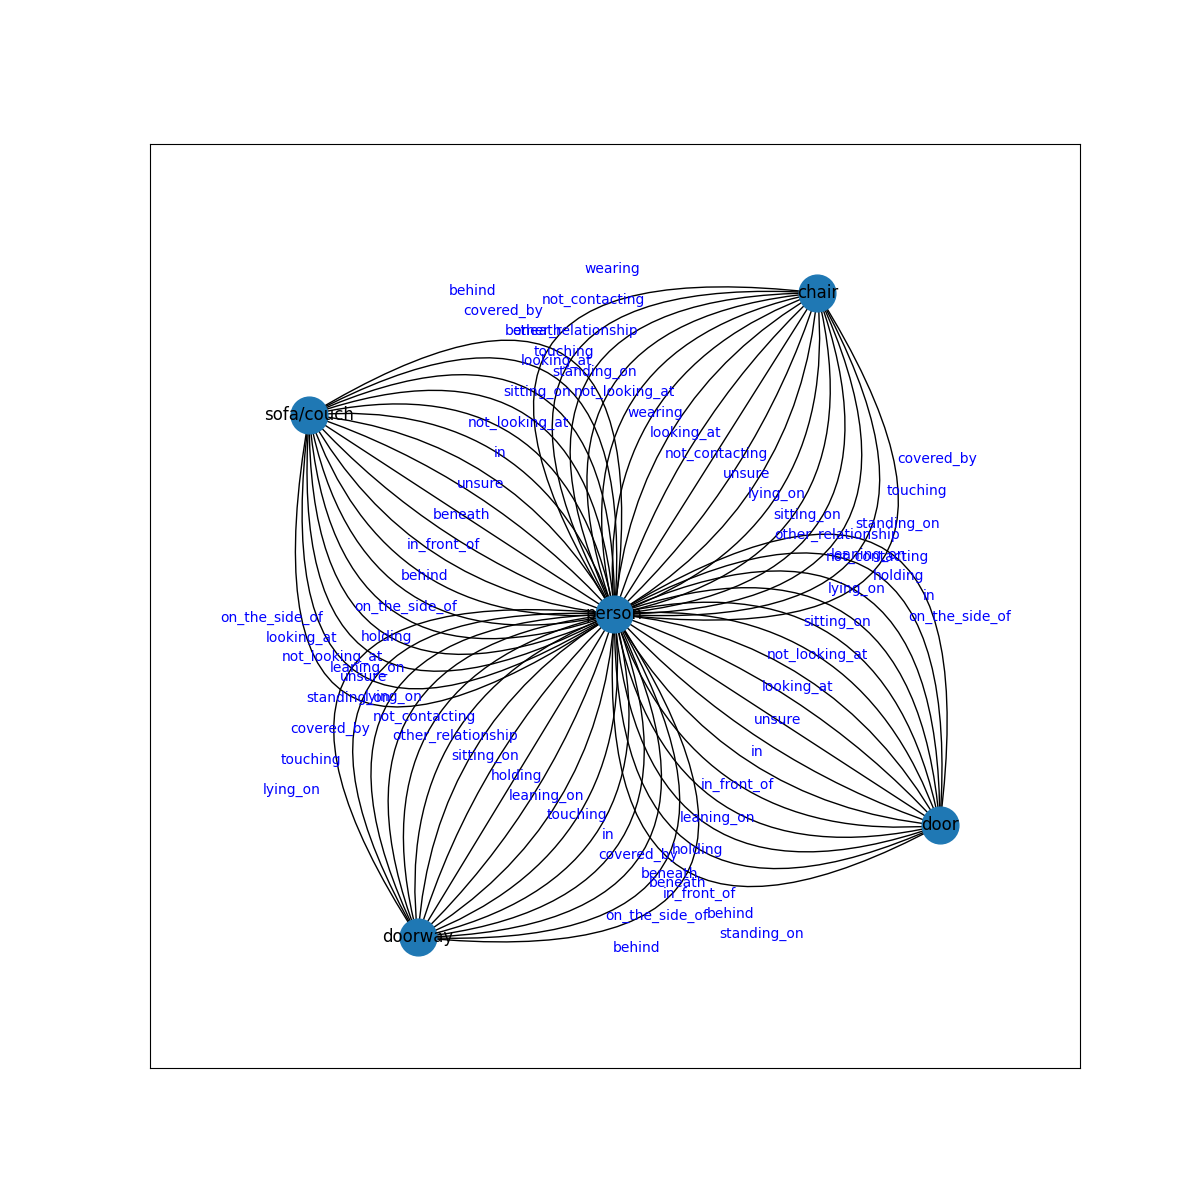 wearing
behind
not_contacting
chair
covered_by
beneath
other_relationship
touching
looking_at
standing_on
sitting_on
not_looking_at
wearing
sofa/couch
not_looking_at
looking_at
in
not_contacting
covered_by
unsure
unsure
touching
lying_on
beneath
sitting_on
standing_on
other_relationship
in_front_of
leaning_on
not_contacting
behind
holding
lying_on
in
on_the_side_of
on_the_side_of
holding
person
on_the_side_of
sitting_on
looking_at
not_looking_at
not_looking_at
leaning_on
unsure
looking_at
standing_on
lying_on
not_contacting
unsure
covered_by
other_relationship
in
touching
sitting_on
holding
in_front_of
lying_on
leaning_on
touching
leaning_on
door
in
holding
covered_by
beneath
beneath
in_front_of
on_the_side_of
behind
standing_on
doorway
behind